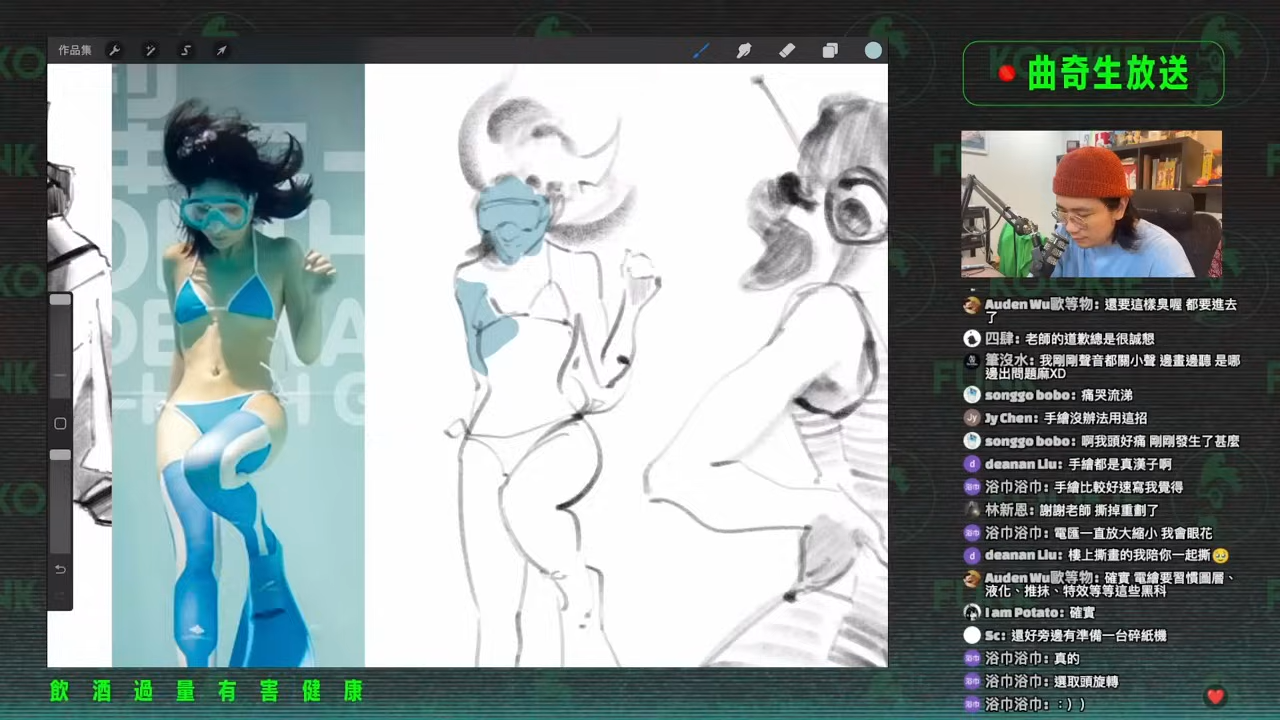 作品集
曲奇生放送
Auden Wu歐等物: 還要這樣臭喔 都要進去
了
四肆: 老師的道歉總是很誠懇
筆沒水: 我剛剛聲音都關小聲 邊畫邊聽 是哪
邊出問題麻XD
songgo bobo: 痛哭流涕
Jy Chen: 手繪沒辦法用這招
songgo bobo: 啊我頭好痛 剛剛發生了甚麼
deanan Liu: 手繪都是真漢子啊
浴巾浴巾: 手繪比較好速寫我覺得
林新恩: 謝謝老師 撕掉重劃了
浴巾浴巾: 電匯一直放大縮小 我會眼花
deanan Liu: 樓上撕畫的我陪你一起撕🥹
Auden Wu歐等物: 確實 電繪要習慣圖層、
液化、推抹、特效等等這些黑科
I am Potato: 確實
Sc: 還好旁邊有準備一台碎紙機
浴巾浴巾: 真的
浴巾浴巾: 選取頭旋轉
浴巾浴巾: : ) )
飲酒過量有害健康